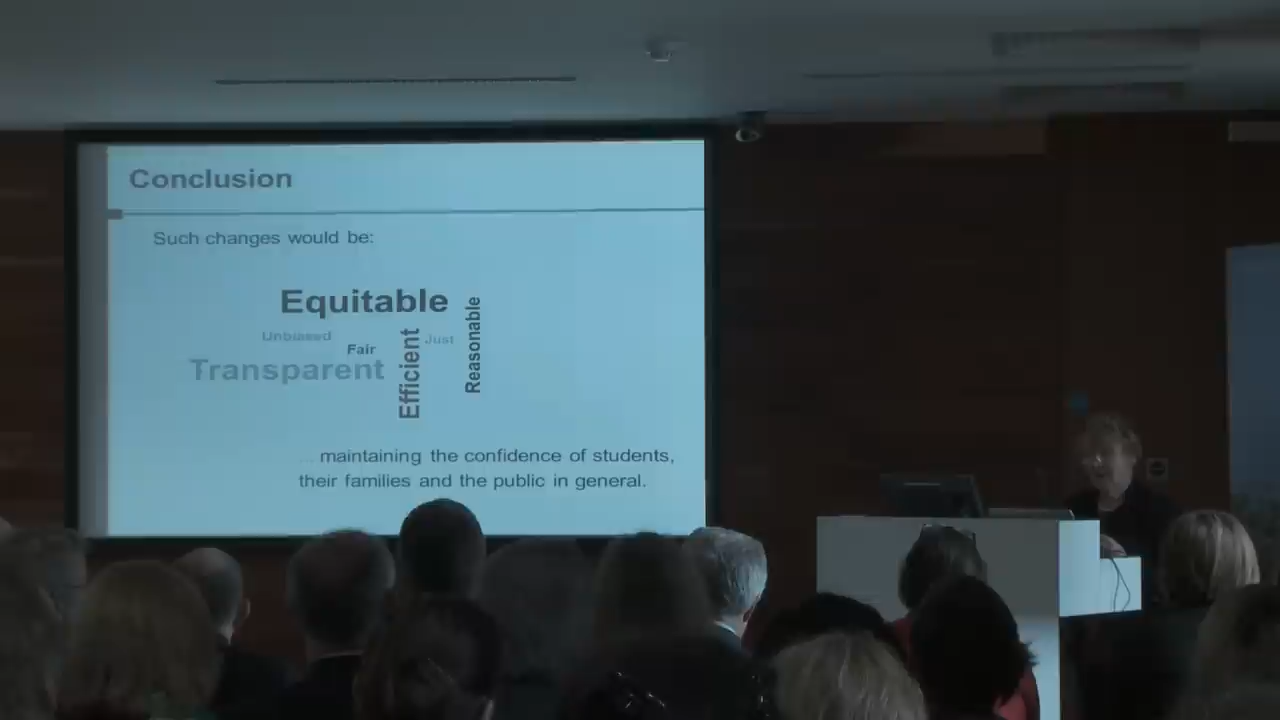 Conclusion
Such changes would be:
Equitable
Unbiased
Fair
Just
Transparent
Efficient
Reasonable
... maintaining the confidence of students,
their families and the public in general.